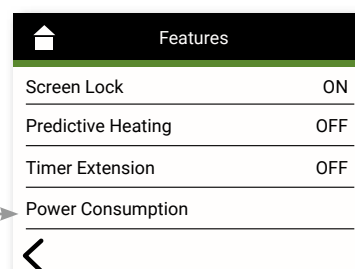 Features
Screen Lock ON
Predictive Heating OFF
Timer Extension OFF
Power Consumption